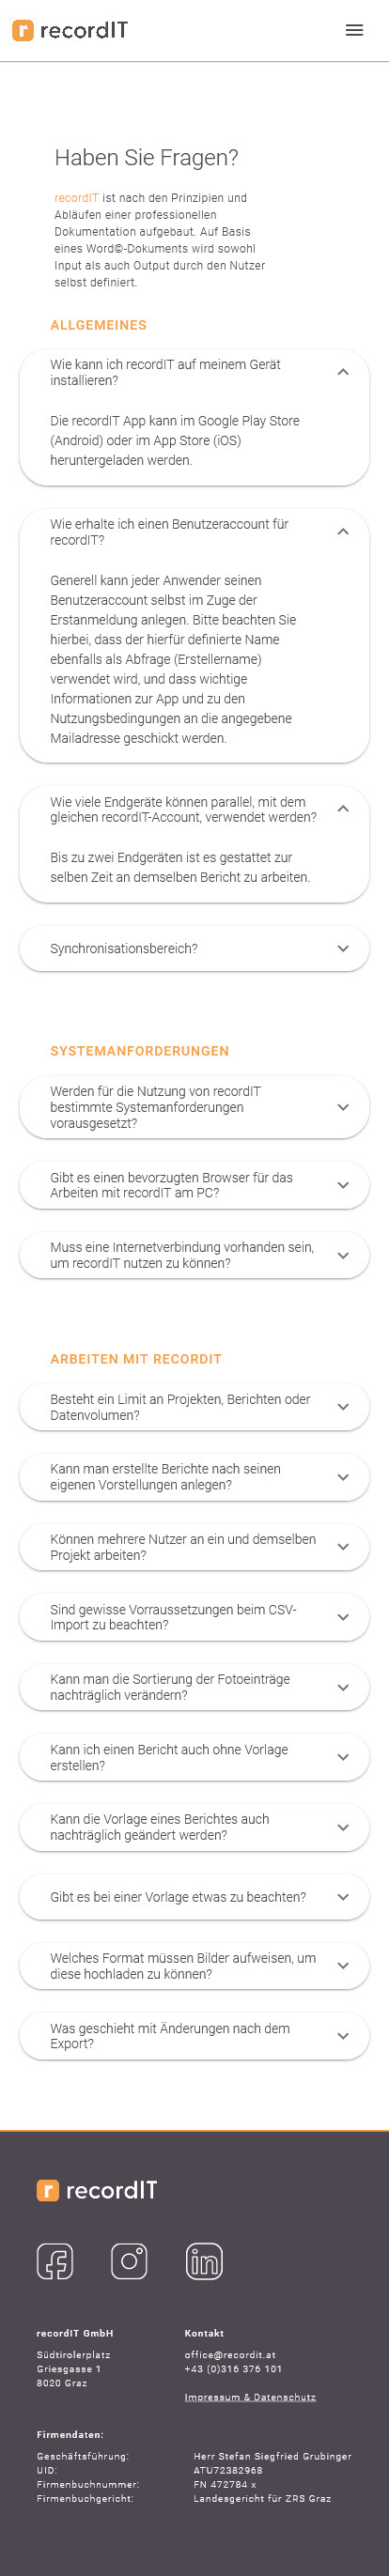 recordIT
Haben Sie Fragen?
recordIT ist nach den Prinzipien und
Abläufen einer professionellen
Dokumentation aufgebaut. Auf Basis
eines Word©-Dokuments wird sowohl
Input als auch Output durch den Nutzer
selbst definiert.
ALLGEMEINES
Wie kann ich recordIT auf meinem Gerät
installieren?
Die recordIT App kann im Google Play Store
(Android) oder im App Store (iOS)
heruntergeladen werden.
Wie erhalte ich einen Benutzeraccount für
recordIT?
Generell kann jeder Anwender seinen
Benutzeraccount selbst im Zuge der
Erstanmeldung anlegen. Bitte beachten Sie
hierbei, dass der hierfür definierte Name
ebenfalls als Abfrage (Erstellername)
verwendet wird, und dass wichtige
Informationen zur App und zu den
Nutzungsbedingungen an die angegebene
Mailadresse geschickt werden.
Wie viele Endgeräte können parallel, mit dem
gleichen recordIT-Account, verwendet werden?
Bis zu zwei Endgeräten ist es gestattet zur
selben Zeit an demselben Bericht zu arbeiten.
Synchronisationsbereich?
SYSTEMANFORDERUNGEN
Werden für die Nutzung von recordIT
bestimmte Systemanforderungen
vorausgesetzt?
Gibt es einen bevorzugten Browser für das
Arbeiten mit recordIT am PC?
Muss eine Internetverbindung vorhanden sein,
um recordIT nutzen zu können?
ARBEITEN MIT RECORDIT
Besteht ein Limit an Projekten, Berichten oder
Datenvolumen?
Kann man erstellte Berichte nach seinen
eigenen Vorstellungen anlegen?
Können mehrere Nutzer an ein und demselben
Projekt arbeiten?
Sind gewisse Vorraussetzungen beim CSV-
Import zu beachten?
Kann man die Sortierung der Fotoeinträge
nachträglich verändern?
Kann ich einen Bericht auch ohne Vorlage
erstellen?
Kann die Vorlage eines Berichtes auch
nachträglich geändert werden?
Gibt es bei einer Vorlage etwas zu beachten?
Welches Format müssen Bilder aufweisen, um
diese hochladen zu können?
Was geschieht mit Änderungen nach dem
Export?
recordIT
recordIT GmbH
Südtirolerplatz
Griesgasse 1
8020 Graz
Kontakt
office@recordit.at
+43 (0)316 376 101
Impressum & Datenschutz
Firmendaten:
Geschäftsführung: Herr Stefan Siegfried Grubinger
UID: ATU72382968
Firmenbuchnummer: FN 472784 x
Firmenbuchgericht: Landesgericht für ZRS Graz